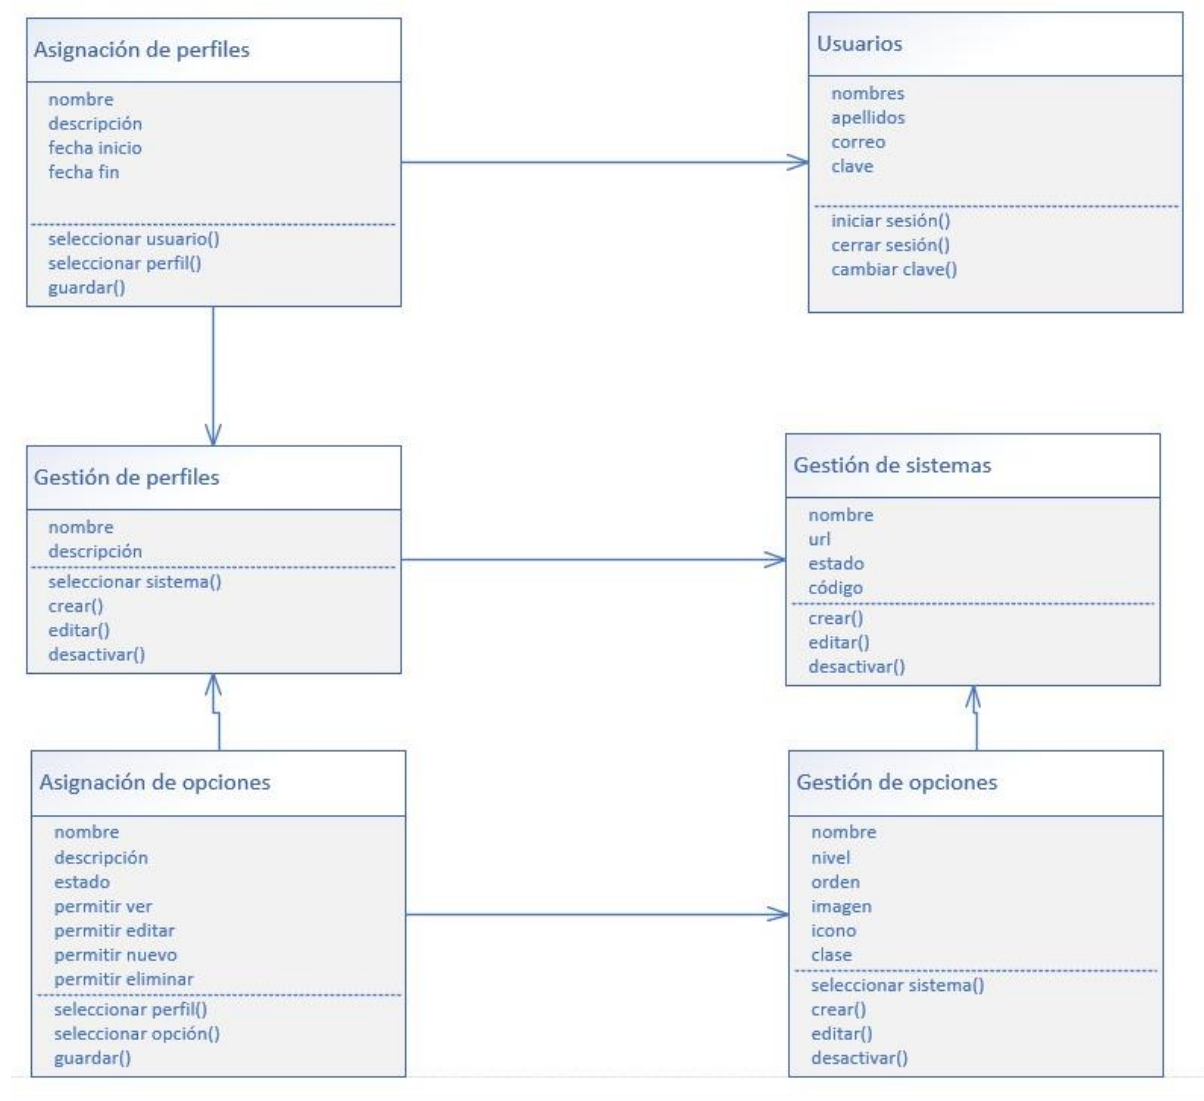 Asignación de perfiles
nombre
descripción
fecha inicio
fecha fin
seleccionar usuario()
seleccionar perfil()
guardar()
Usuarios
nombres
apellidos
correo
clave
iniciar sesión()
cerrar sesión()
cambiar clave()
Gestión de perfiles
nombre
descripción
seleccionar sistema()
crear()
editar()
desactivar()
Gestión de sistemas
nombre
url
estado
código
crear()
editar()
desactivar()
Asignación de opciones
nombre
descripción
estado
permitir ver
permitir editar
permitir nuevo
permitir eliminar
seleccionar perfil()
seleccionar opción()
guardar()
Gestión de opciones
nombre
nivel
orden
imagen
icono
clase
seleccionar sistema()
crear()
editar()
desactivar()